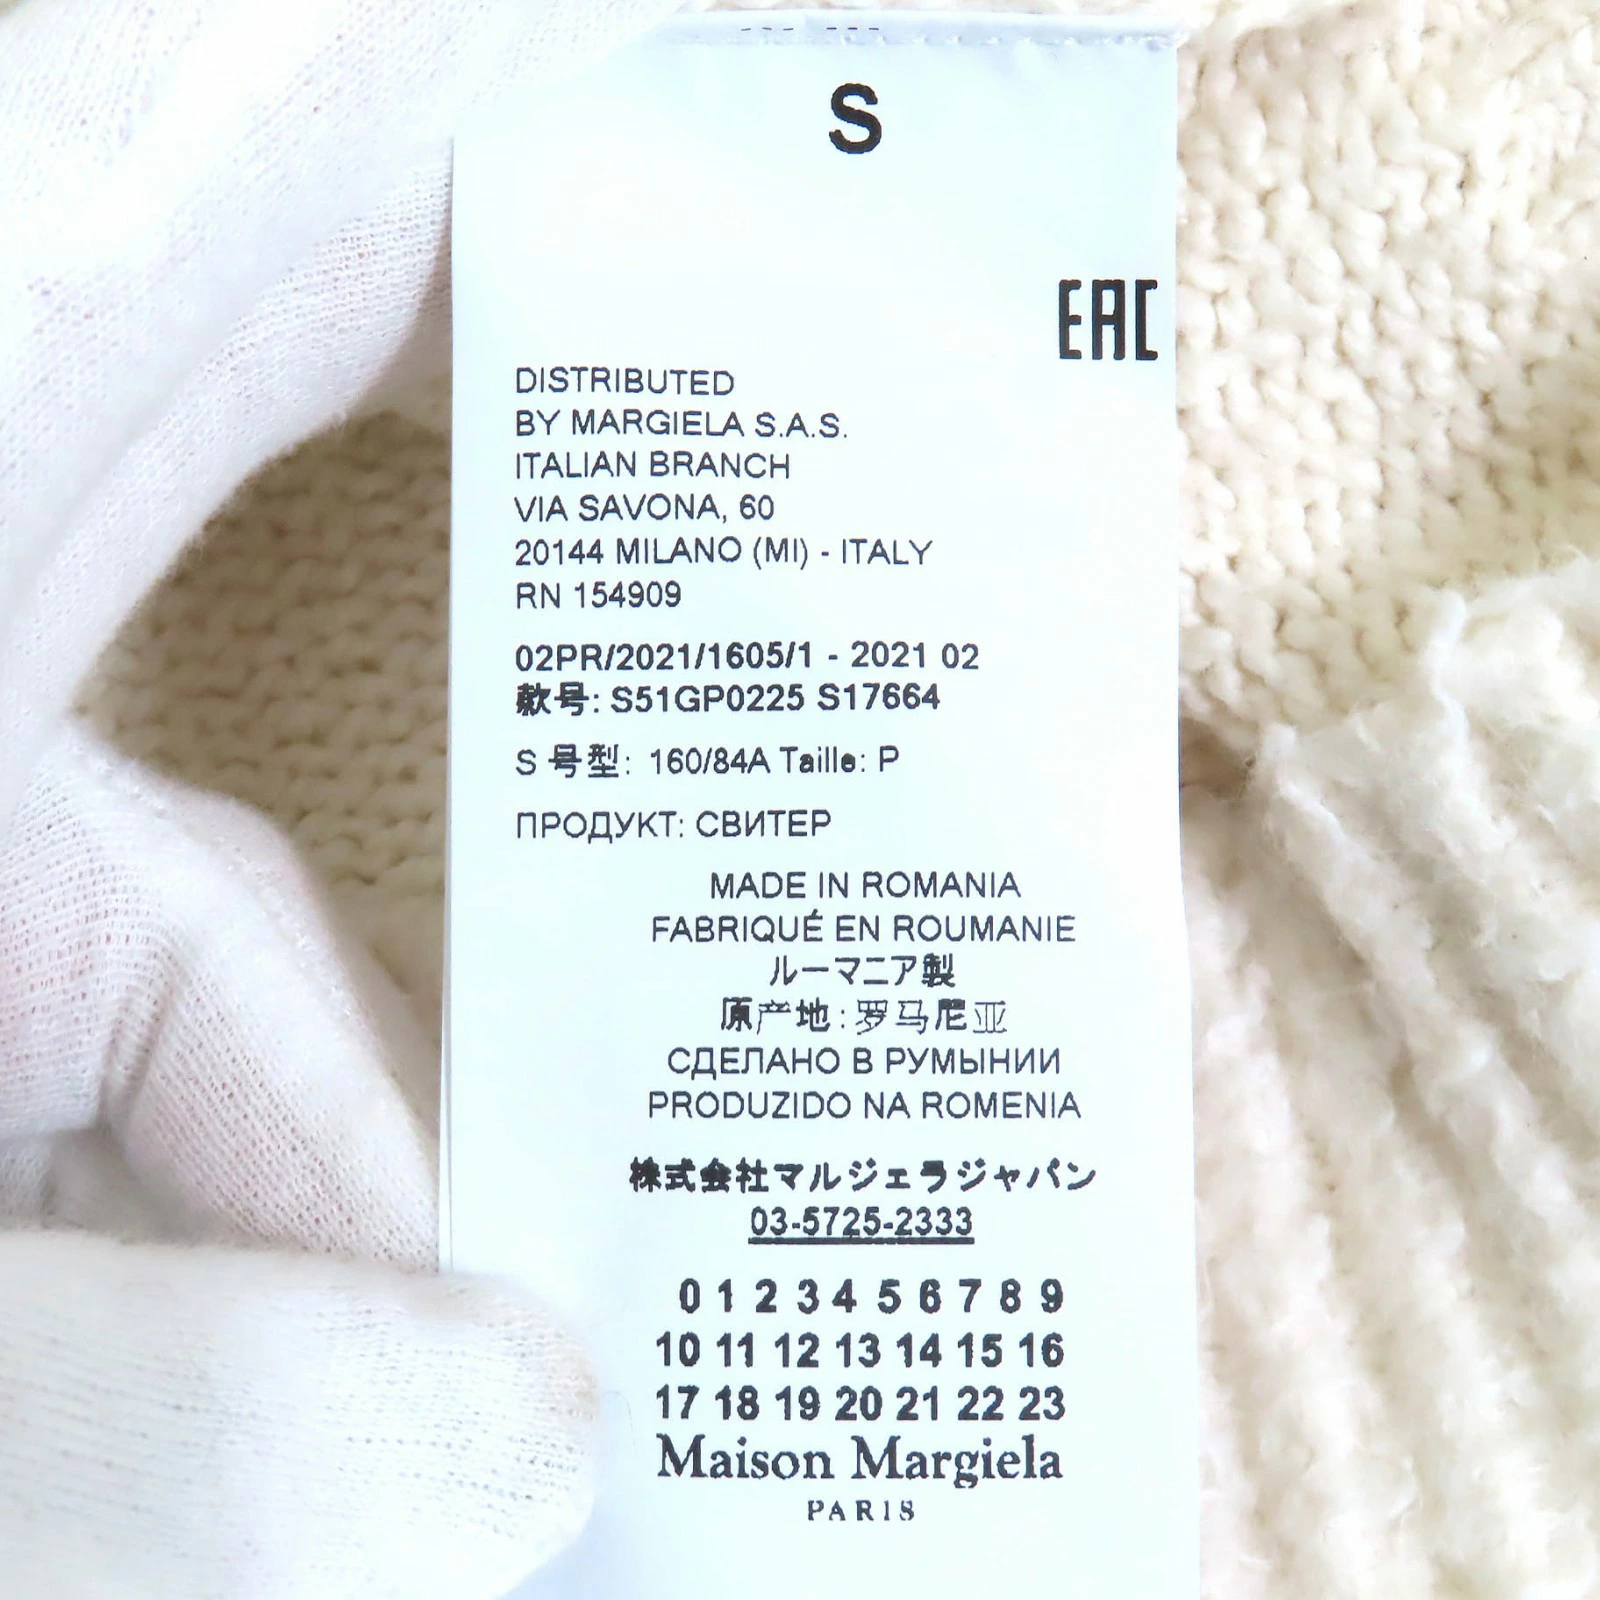 S
EAC
DISTRIBUTED
BY MARGIELA S.A.S.
ITALIAN BRANCH
VIA SAVONA, 60
20144 MILANO (MI) - ITALY
RN 154909
02PR/2021/1605/1 - 2021 02
款号: S51GP0225 S17664
S 号型: 160/84A Taille: P
ПРОДУКТ: СВИТЕР
MADE IN ROMANIA
FABRIQUÉ EN ROUMANIE
ルーマニア製
原产地: 罗马尼亚
СДЕЛАНО В РУМЫНИИ
PRODUZIDO NA ROMENIA
株式会社マルジェラジャパン
03-5725-2333
0 1 2 3 4 5 6 7 8 9
10 11 12 13 14 15 16
17 18 19 20 21 22 23
Maison Margiela
PARIS